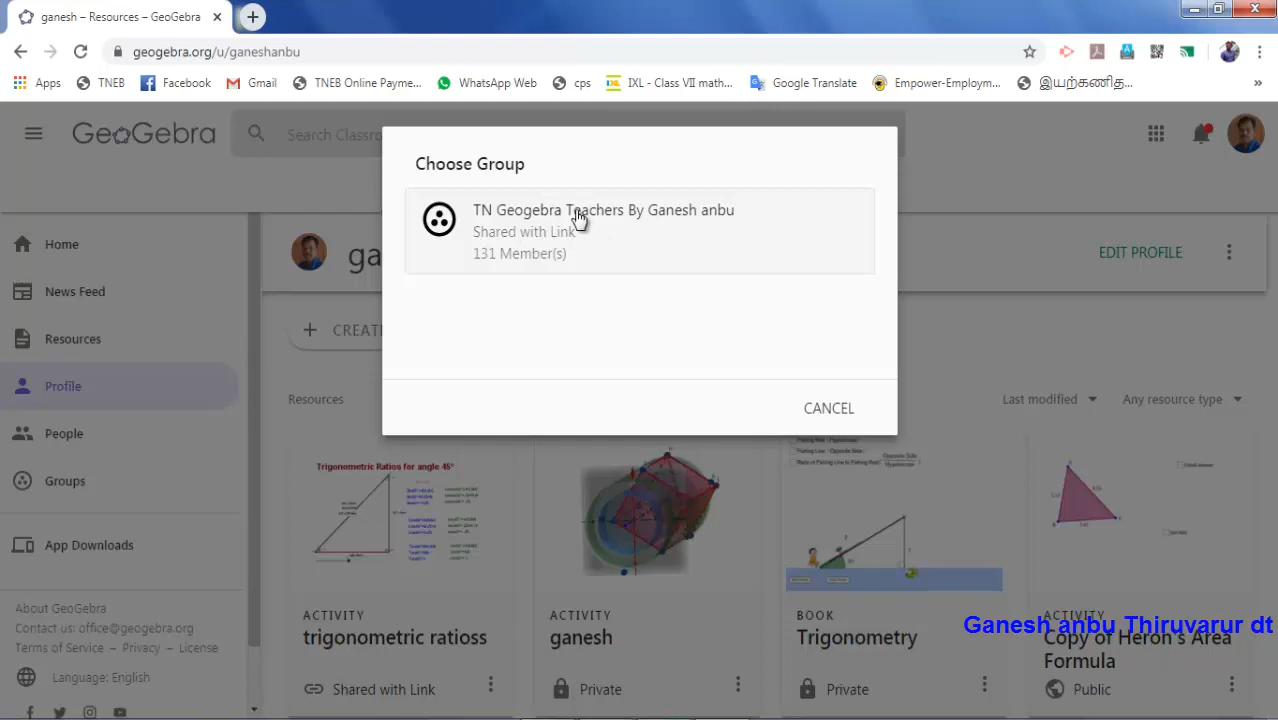 ganesh – Resources – GeoGebra
geogebra.org/u/ganeshanbu
Apps TNEB Facebook Gmail TNEB Online Payme... WhatsApp Web cps IXL - Class VII math... Google Translate Empower-Employm... இயற்கணித... »
GeoGebra Search Classro
Choose Group
TN Geogebra Teachers By Ganesh anbu
Shared with Link
131 Member(s)
CANCEL
Home
News Feed
Resources
Profile
People
Groups
App Downloads
About GeoGebra
Contact us: office@geogebra.org
Terms of Service – Privacy – License
Language: English
ga
EDIT PROFILE
+ CREATE
Resources Last modified Any resource type
Trigonometric Ratios for angle 45°
Opposite Side
Hypotenuse
ACTIVITY
trigonometric ratioss
Shared with Link
ACTIVITY
ganesh
Private
BOOK
Trigonometry
Private
ACTIVITY
Copy of Heron's Area
Formula
Public
Ganesh anbu Thiruvarur dt